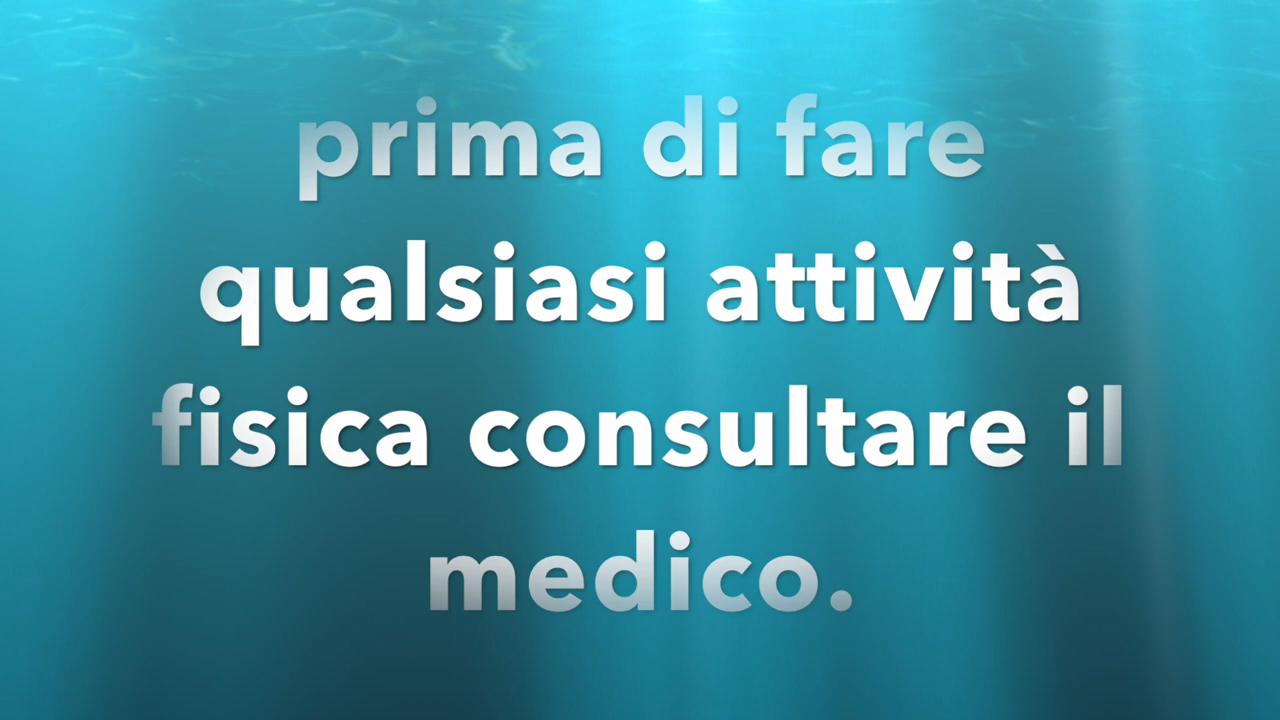 prima di fare
qualsiasi attività
fisica consultare il
medico.